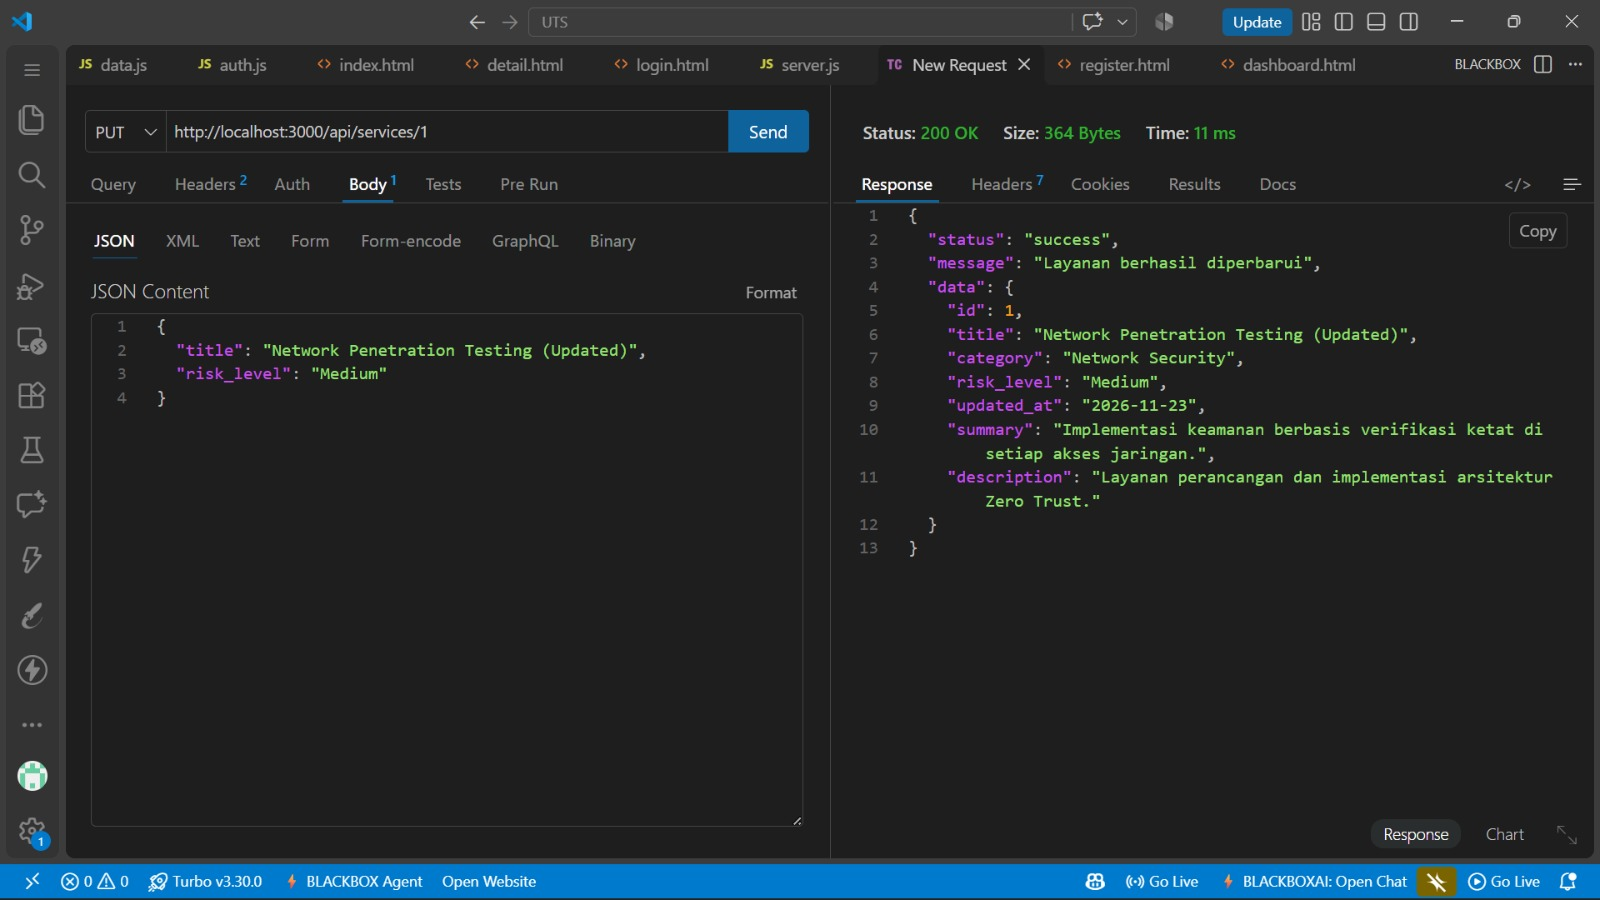 UTS
Update
JS data.js
JS auth.js
<> index.html
<> detail.html
<> login.html
JS server.js
TC New Request
<> register.html
<> dashboard.html
BLACKBOX
PUT
http://localhost:3000/api/services/1
Send
Query
Headers 2
Auth
Body 1
Tests
Pre Run
JSON
XML
Text
Form
Form-encode
GraphQL
Binary
JSON Content
Format
1 {
2 "title": "Network Penetration Testing (Updated)",
3 "risk_level": "Medium"
4 }
Status: 200 OK Size: 364 Bytes Time: 11 ms
Response
Headers 7
Cookies
Results
Docs
</>
Copy
1 {
2 "status": "success",
3 "message": "Layanan berhasil diperbarui",
4 "data": {
5 "id": 1,
6 "title": "Network Penetration Testing (Updated)",
7 "category": "Network Security",
8 "risk_level": "Medium",
9 "updated_at": "2026-11-23",
10 "summary": "Implementasi keamanan berbasis verifikasi ketat di
setiap akses jaringan.",
11 "description": "Layanan perancangan dan implementasi arsitektur
Zero Trust."
12 }
13 }
Response
Chart
1
0 0
Turbo v3.30.0
BLACKBOX Agent
Open Website
Go Live
BLACKBOXAI: Open Chat
Go Live